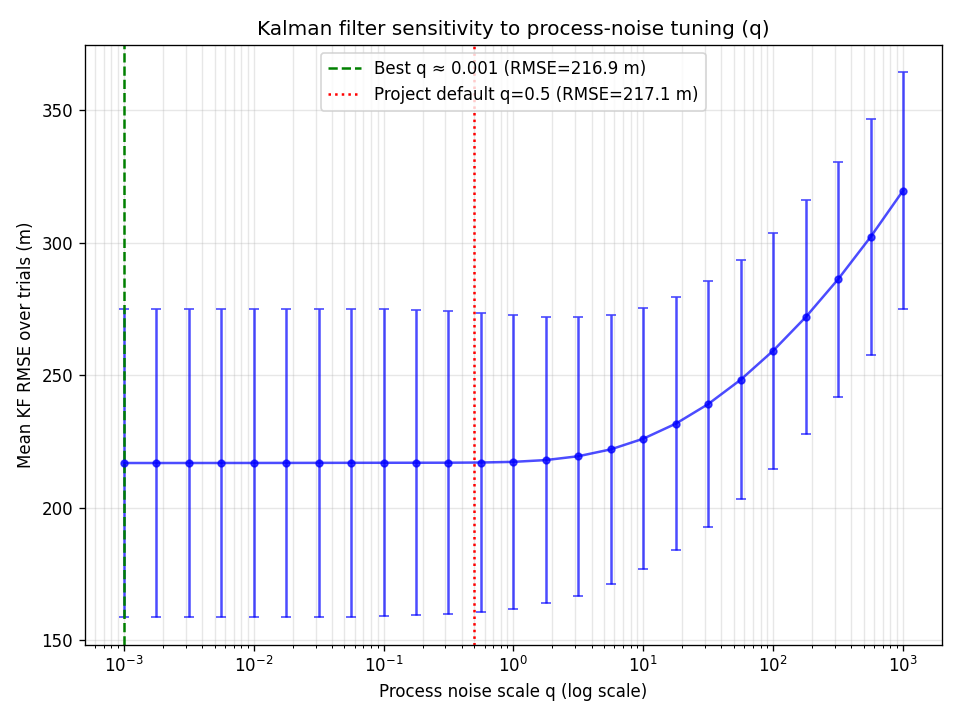 Kalman filter sensitivity to process-noise tuning (q)
Best q ≈ 0.001 (RMSE=216.9 m)
Project default q=0.5 (RMSE=217.1 m)
Mean KF RMSE over trials (m)
350
300
250
200
150
10⁻³ 10⁻² 10⁻¹ 10⁰ 10¹ 10² 10³
Process noise scale q (log scale)